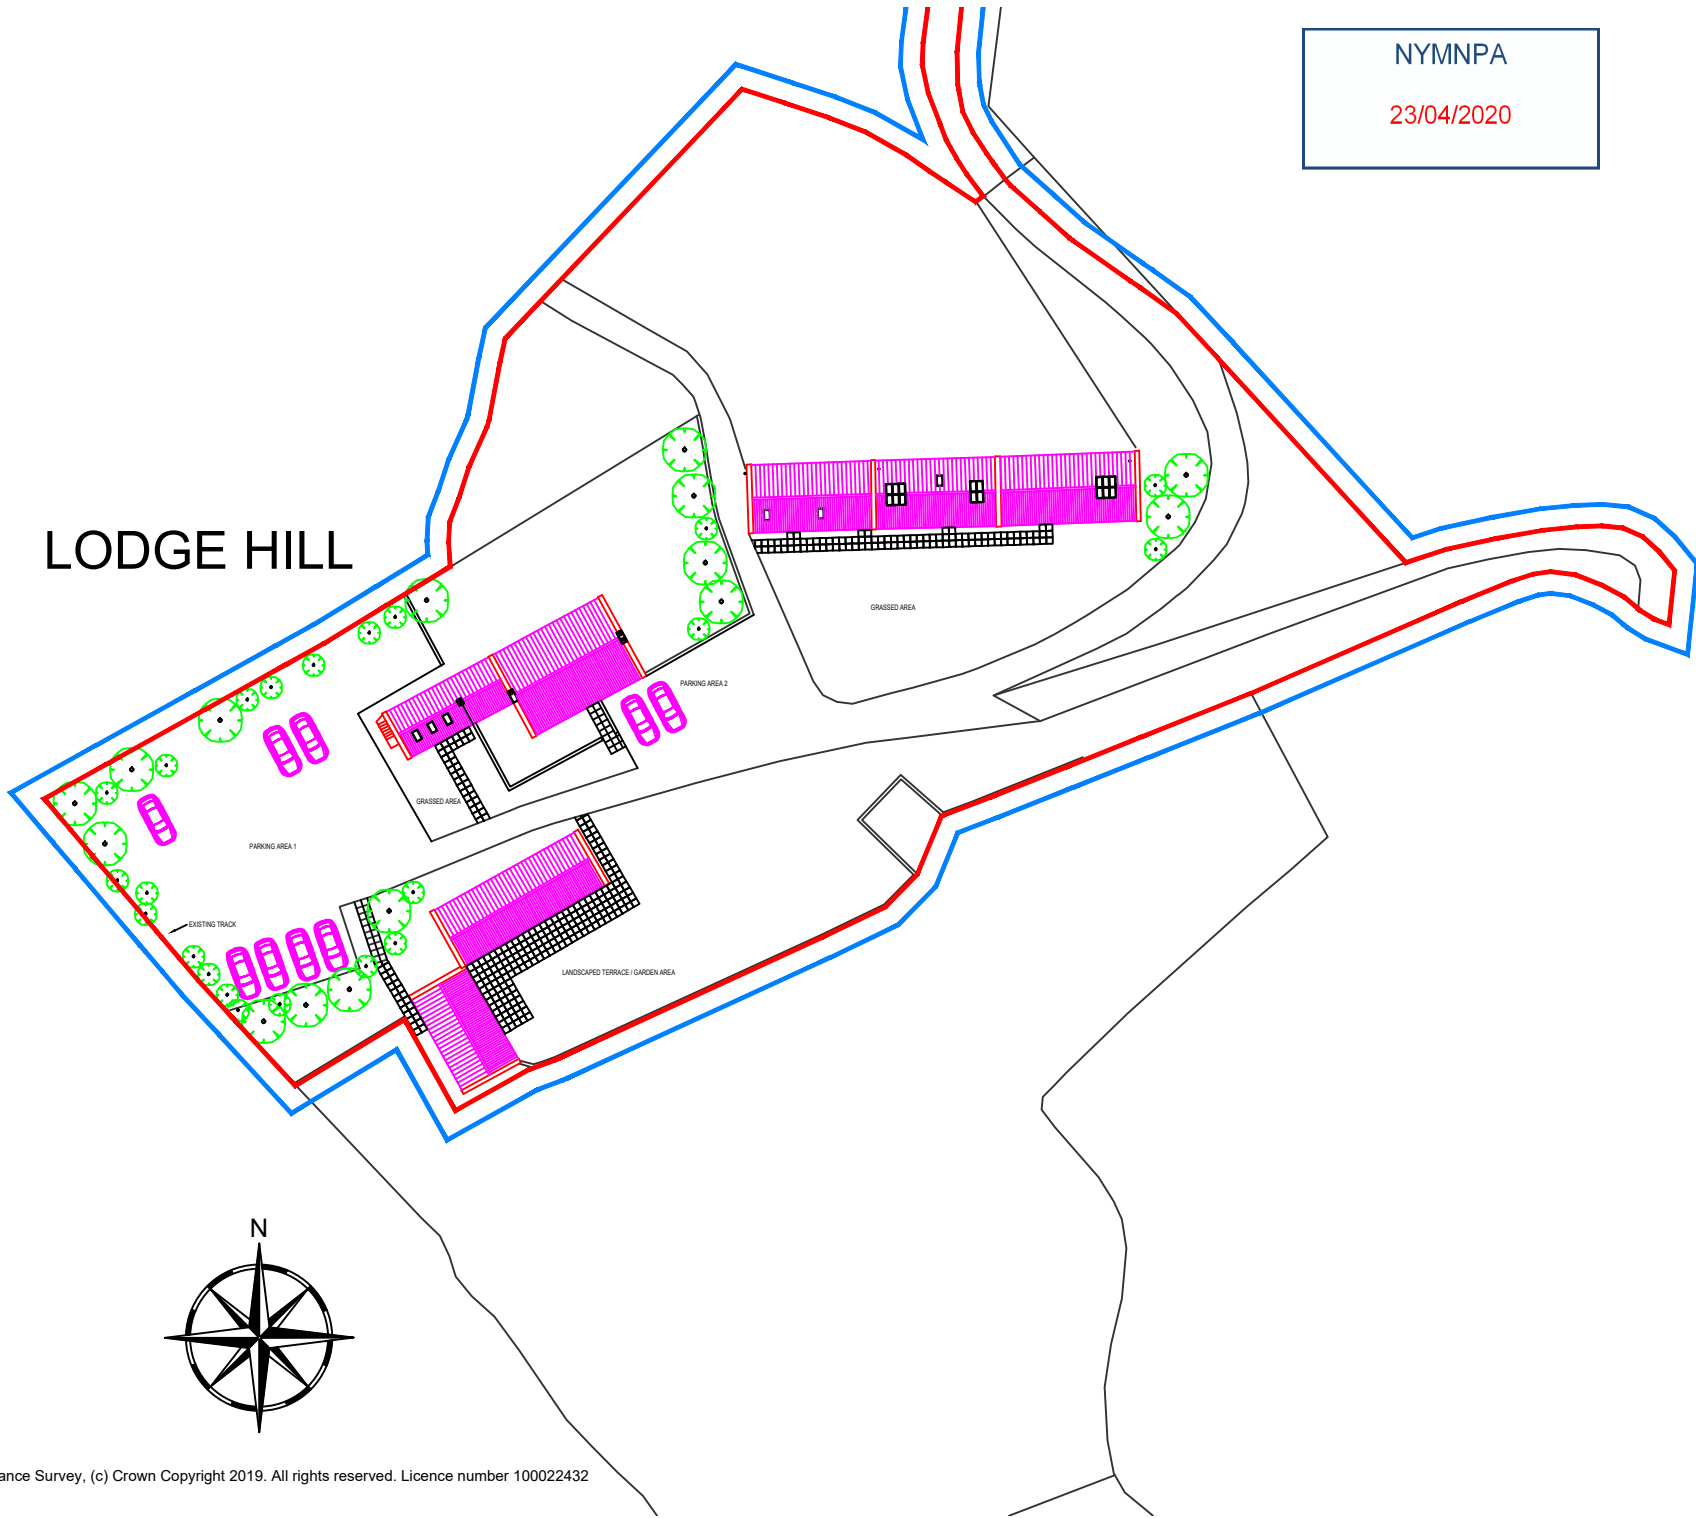 NYMNPA
23/04/2020
LODGE HILL
GRASSED AREA
PARKING AREA 2
GRASSED AREA
PARKING AREA 1
EXISTING TRACK
LANDSCAPED TERRACE / GARDEN AREA
N
ance Survey, (c) Crown Copyright 2019. All rights reserved. Licence number 100022432